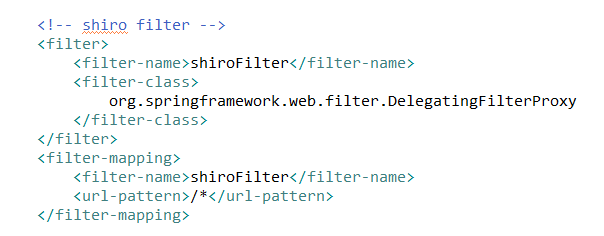 <!-- shiro filter -->
<filter>
    <filter-name>shiroFilter</filter-name>
    <filter-class>
        org.springframework.web.filter.DelegatingFilterProxy
    </filter-class>
</filter>
<filter-mapping>
    <filter-name>shiroFilter</filter-name>
    <url-pattern>/*</url-pattern>
</filter-mapping>